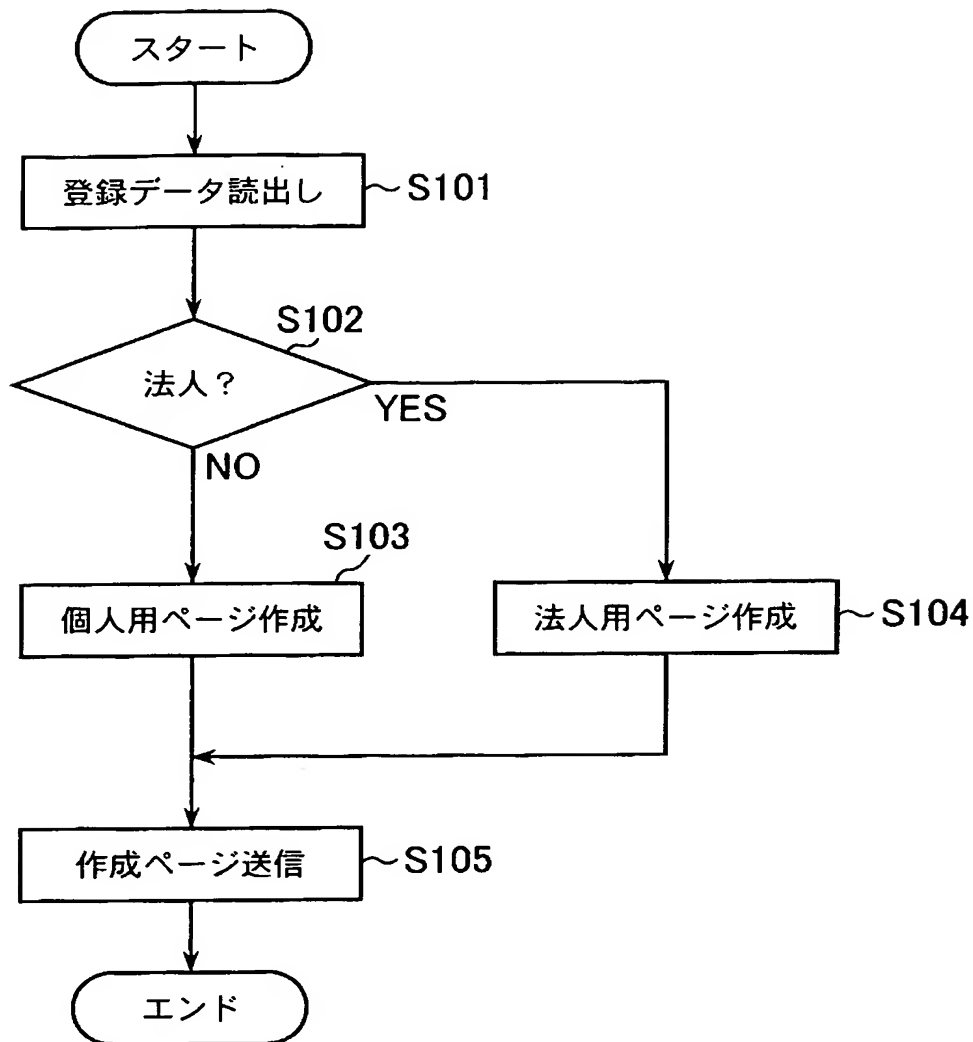 スタート
登録データ読出し
S101
S102
法人？
YES
NO
S103
個人用ページ作成
法人用ページ作成
S104
作成ページ送信
S105
エンド